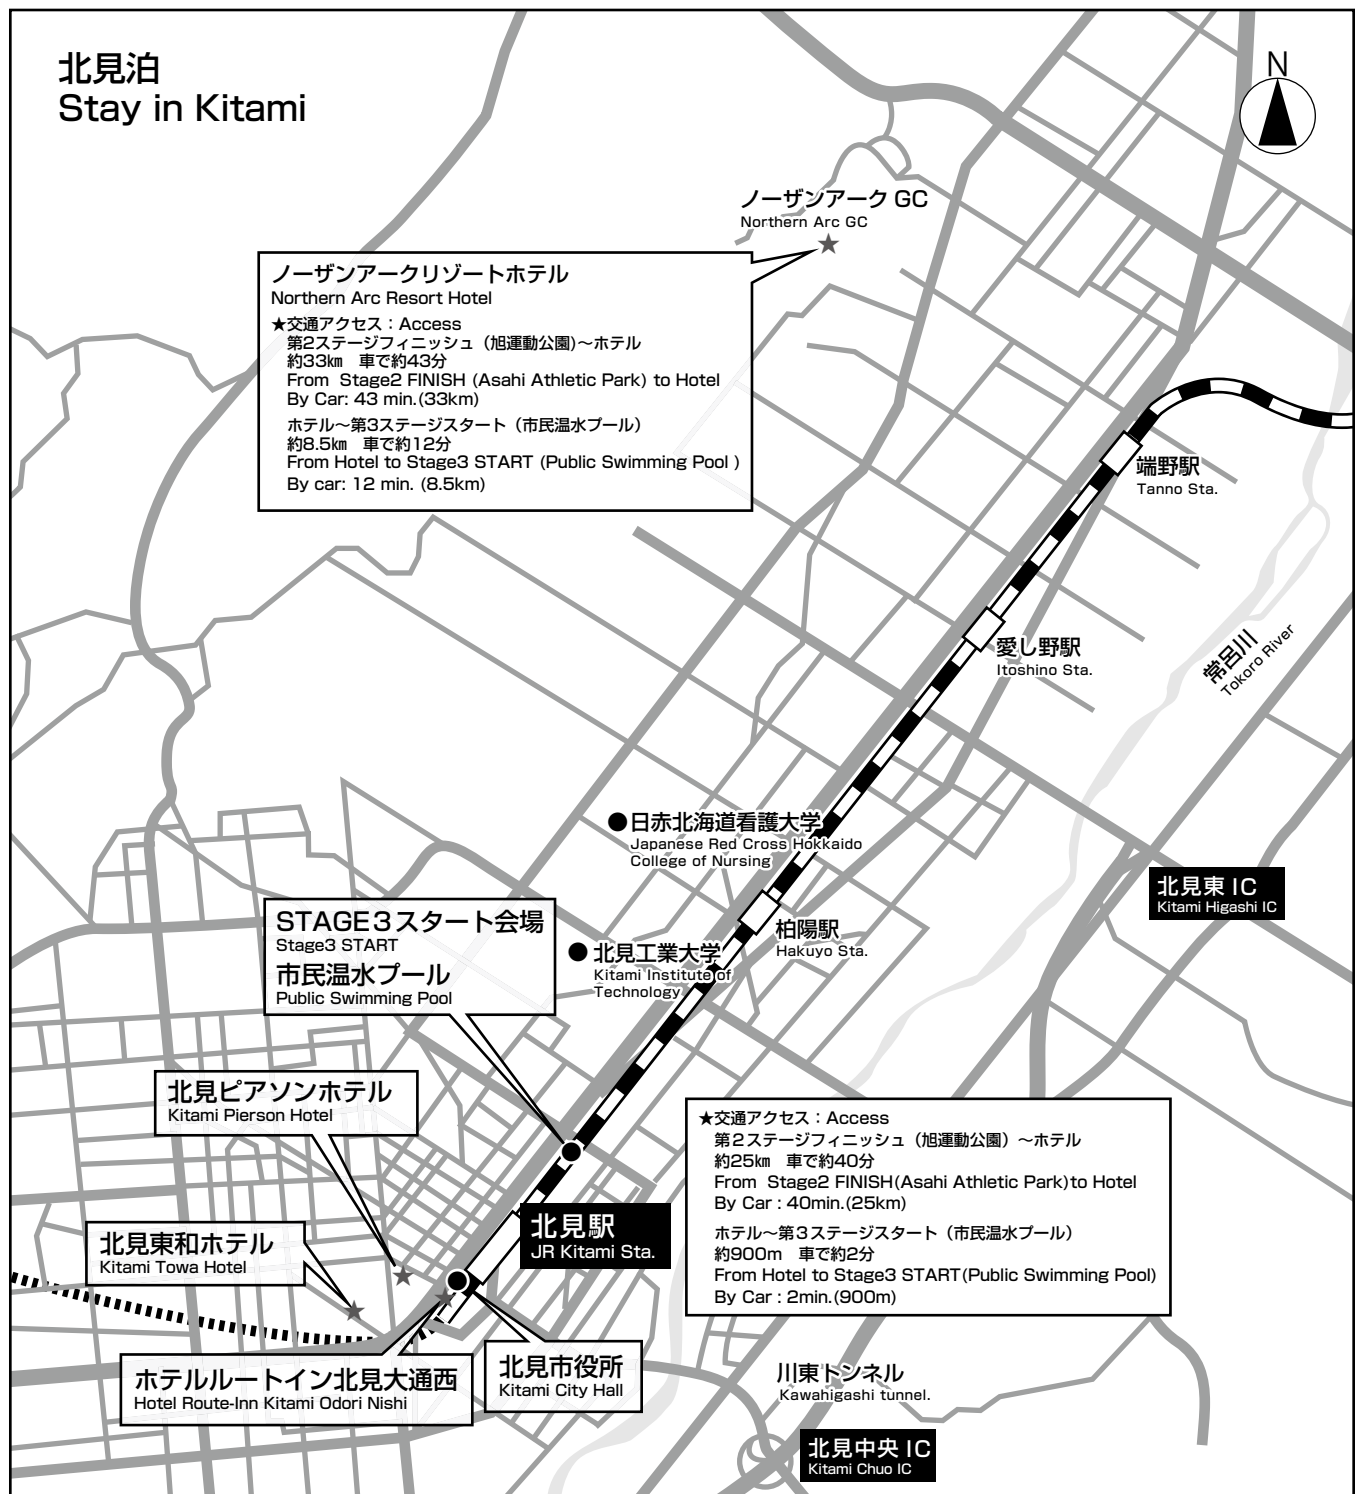 北見泊
Stay in Kitami
N
ノーザンアーク GC
Northern Arc GC
ノーザンアークリゾートホテル
Northern Arc Resort Hotel
★交通アクセス：Access
第2ステージフィニッシュ（旭運動公園)～ホテル
約33㎞　車で約43分
From Stage2 FINISH (Asahi Athletic Park) to Hotel
By Car: 43 min.(33km)
ホテル～第3ステージスタート（市民温水プール）
約8.5㎞　車で約12分
From Hotel to Stage3 START (Public Swimming Pool )
By car: 12 min. (8.5km)
端野駅
Tanno Sta.
愛し野駅
Itoshino Sta.
常呂川
Tokoro River
日赤北海道看護大学
Japanese Red Cross Hokkaido
College of Nursing
北見東 IC
Kitami Higashi IC
柏陽駅
Hakuyo Sta.
STAGE3スタート会場
Stage3 START
市民温水プール
Public Swimming Pool
北見工業大学
Kitami Institute of
Technology
北見ピアソンホテル
Kitami Pierson Hotel
★交通アクセス：Access
第２ステージフィニッシュ（旭運動公園）～ホテル
約25㎞　車で約40分
From Stage2 FINISH(Asahi Athletic Park)to Hotel
By Car : 40min.(25km)
ホテル～第３ステージスタート（市民温水プール）
約900m　車で約2分
From Hotel to Stage3 START(Public Swimming Pool)
By Car : 2min.(900m)
北見駅
JR Kitami Sta.
北見東和ホテル
Kitami Towa Hotel
ホテルルートイン北見大通西
Hotel Route-Inn Kitami Odori Nishi
北見市役所
Kitami City Hall
川東トンネル
Kawahigashi tunnel.
北見中央 IC
Kitami Chuo IC